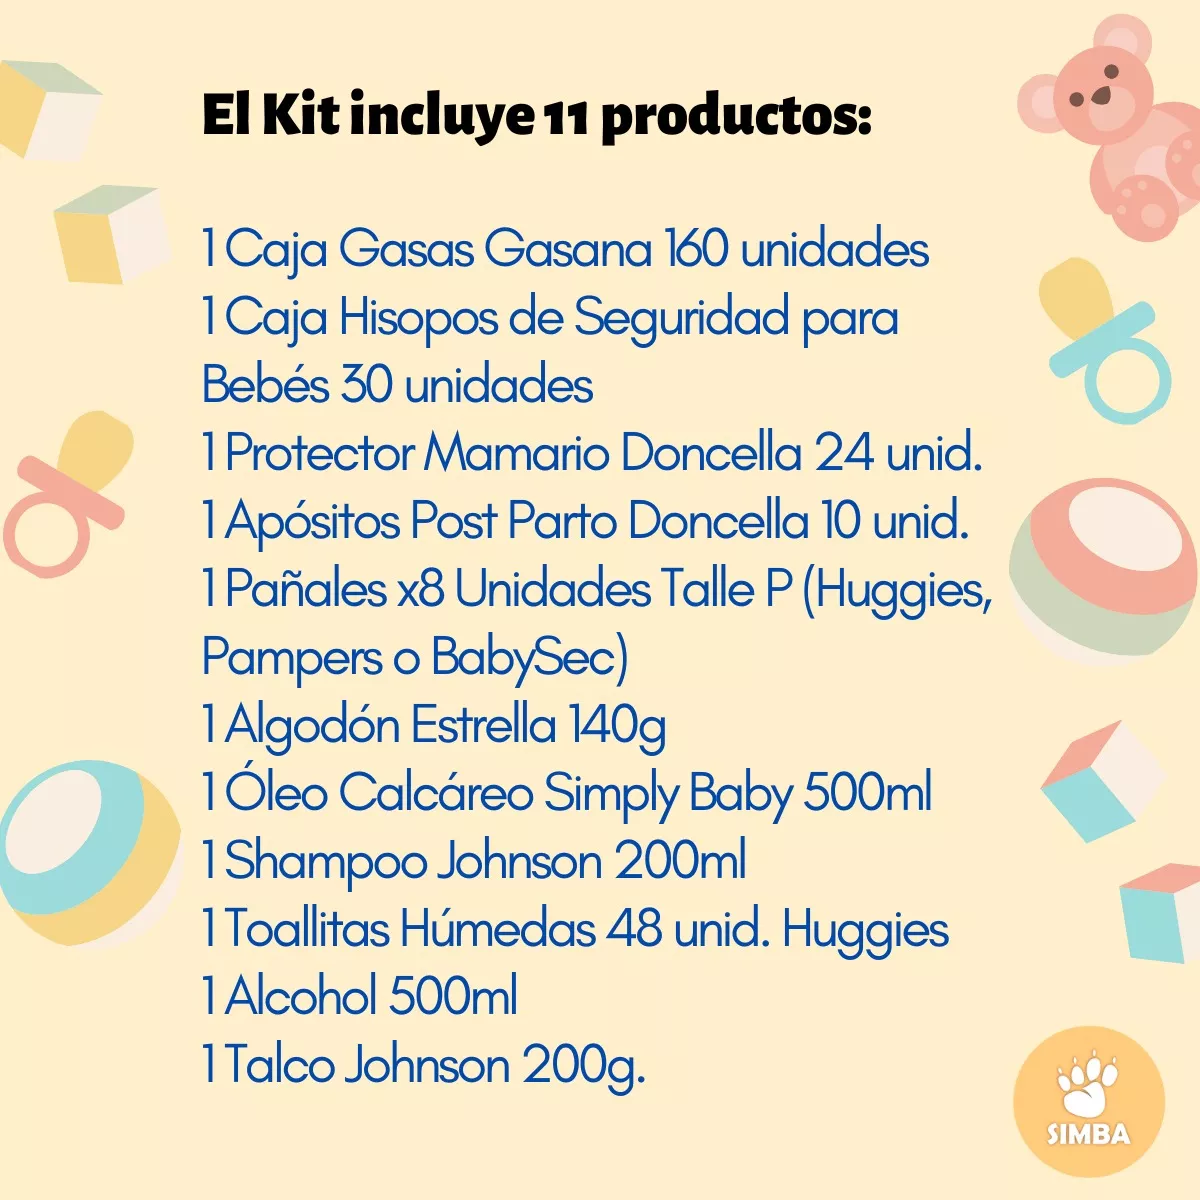 El Kit incluye 11 productos:
1 Caja Gasas Gasana 160 unidades
1 Caja Hisopos de Seguridad para
Bebés 30 unidades
1 Protector Mamario Doncella 24 unid.
1 Apósitos Post Parto Doncella 10 unid.
1 Pañales x8 Unidades Talle P (Huggies,
Pampers o BabySec)
1 Algodón Estrella 140g
1 Óleo Calcáreo Simply Baby 500ml
1 Shampoo Johnson 200ml
1 Toallitas Húmedas 48 unid. Huggies
1 Alcohol 500ml
1 Talco Johnson 200g.
SIMBA